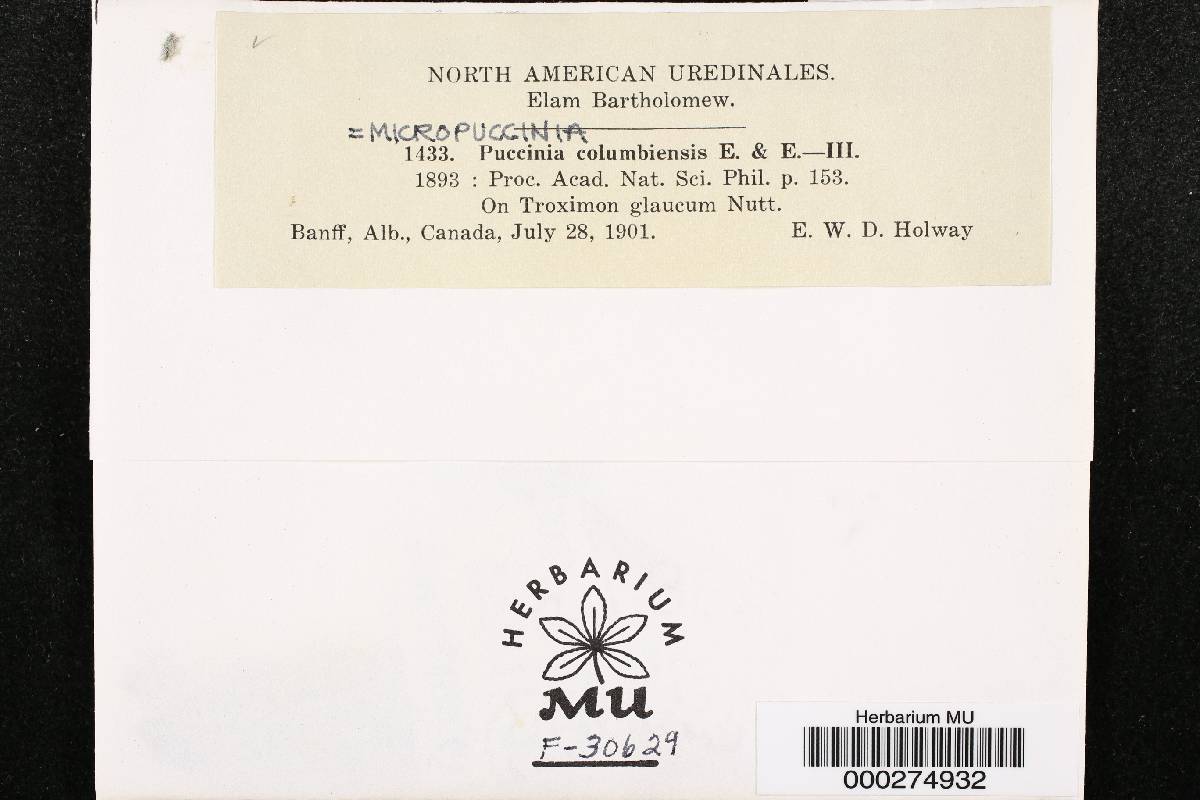 NORTH AMERICAN UREDINALES.
Elam Bartholomew.
=MICROPUCCINIA
1433. Puccinia columbiensis E. & E.—III.
1893 : Proc. Acad. Nat. Sci. Phil. p. 153.
On Troximon glaucum Nutt.
Banff, Alb., Canada, July 28, 1901. E. W. D. Holway
HERBARIUM
MU
F-30629
Herbarium MU
000274932